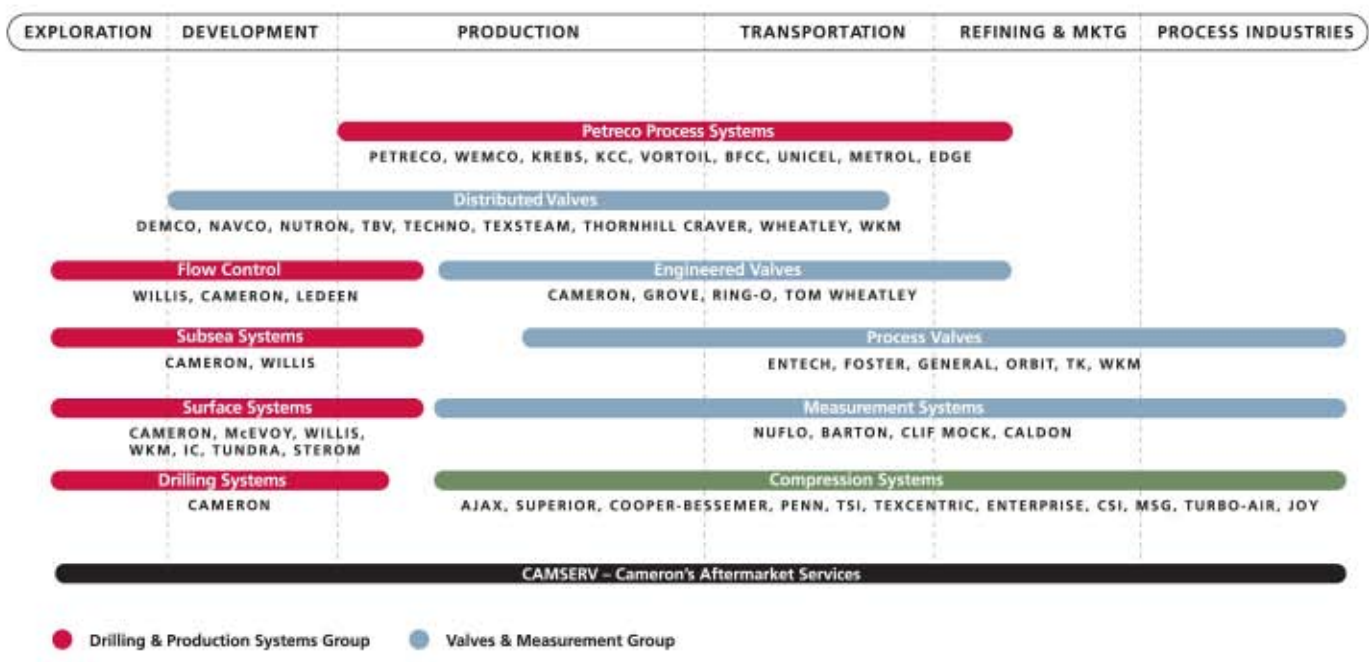 EXPLORATION DEVELOPMENT PRODUCTION TRANSPORTATION REFINING & MKTG PROCESS INDUSTRIES
Petreco Process Systems
PETRECO, WEMCO, KREBS, KCC, VORTOIL, BFCC, UNICEL, METROL, EDGE
Distributed Valves
DEMCO, NAVCO, NUTRON, TBV, TECHNO, TEXSTEAM, THORNHILL CRAVER, WHEATLEY, WKM
Flow Control
WILLIS, CAMERON, LEDEEN
Engineered Valves
CAMERON, GROVE, RING-O, TOM WHEATLEY
Subsea Systems
CAMERON, WILLIS
Process Valves
ENTECH, FOSTER, GENERAL, ORBIT, TK, WKM
Surface Systems
CAMERON, McEVOY, WILLIS,
WKM, IC, TUNDRA, STEROM
Measurement Systems
NUFLO, BARTON, CLIF MOCK, CALDON
Drilling Systems
CAMERON
Compression Systems
AJAX, SUPERIOR, COOPER-BESSEMER, PENN, TSI, TEXCENTRIC, ENTERPRISE, CSI, MSG, TURBO-AIR, JOY
CAMSERV – Cameron's Aftermarket Services
Drilling & Production Systems Group
Valves & Measurement Group